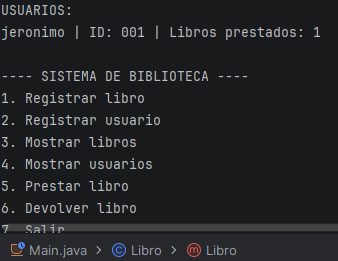 USUARIOS:
jeronimo | ID: 001 | Libros prestados: 1
---- SISTEMA DE BIBLIOTECA ----
1. Registrar libro
2. Registrar usuario
3. Mostrar libros
4. Mostrar usuarios
5. Prestar libro
6. Devolver libro
7. Salir
Main.java > C Libro > m Libro